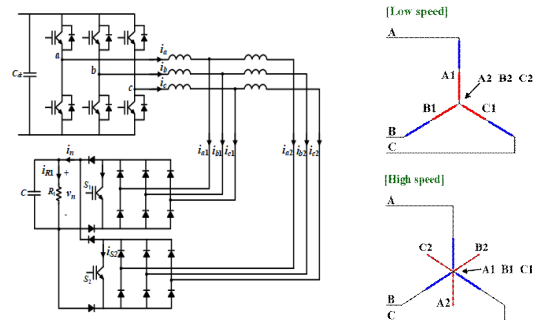 [Low speed]
A
A1
A2 B2 C2
B1 C1
B
C
[High speed]
A
C2 B2
A1 B1 C1
A2
B
C
Cd
a
b
c
ia
ib
ic
ia1 ib1 ic1
ia2 ib2 ic2
in
iR1
C
R1
+
vn
-
S1
iS2
S2